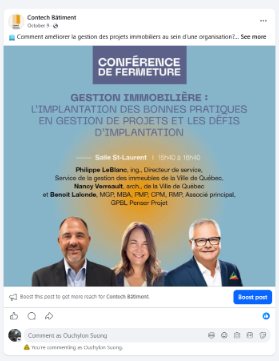 Contech Bâtiment
October 9
Comment améliorer la gestion des projets immobiliers au sein d'une organisation?... See more
CONFÉRENCE
DE FERMETURE
GESTION IMMOBILIÈRE :
L'IMPLANTATION DES BONNES PRATIQUES
EN GESTION DE PROJETS ET LES DÉFIS
D'IMPLANTATION
Salle St-Laurent | 15h40 à 16h40
Philippe LeBlanc, ing., Directeur de service,
Service de la gestion des immeubles de la Ville de Québec,
Nancy Verreault, arch., de la Ville de Québec
et Benoit Lalonde, MGP, MBA, PMP, CPM, RMP, Associé principal,
GPBL Penser Projet
Boost this post to get more reach for Contech Bâtiment.
Boost post
Comment as Ouchylon Suong
You're commenting as Ouchylon Suong.